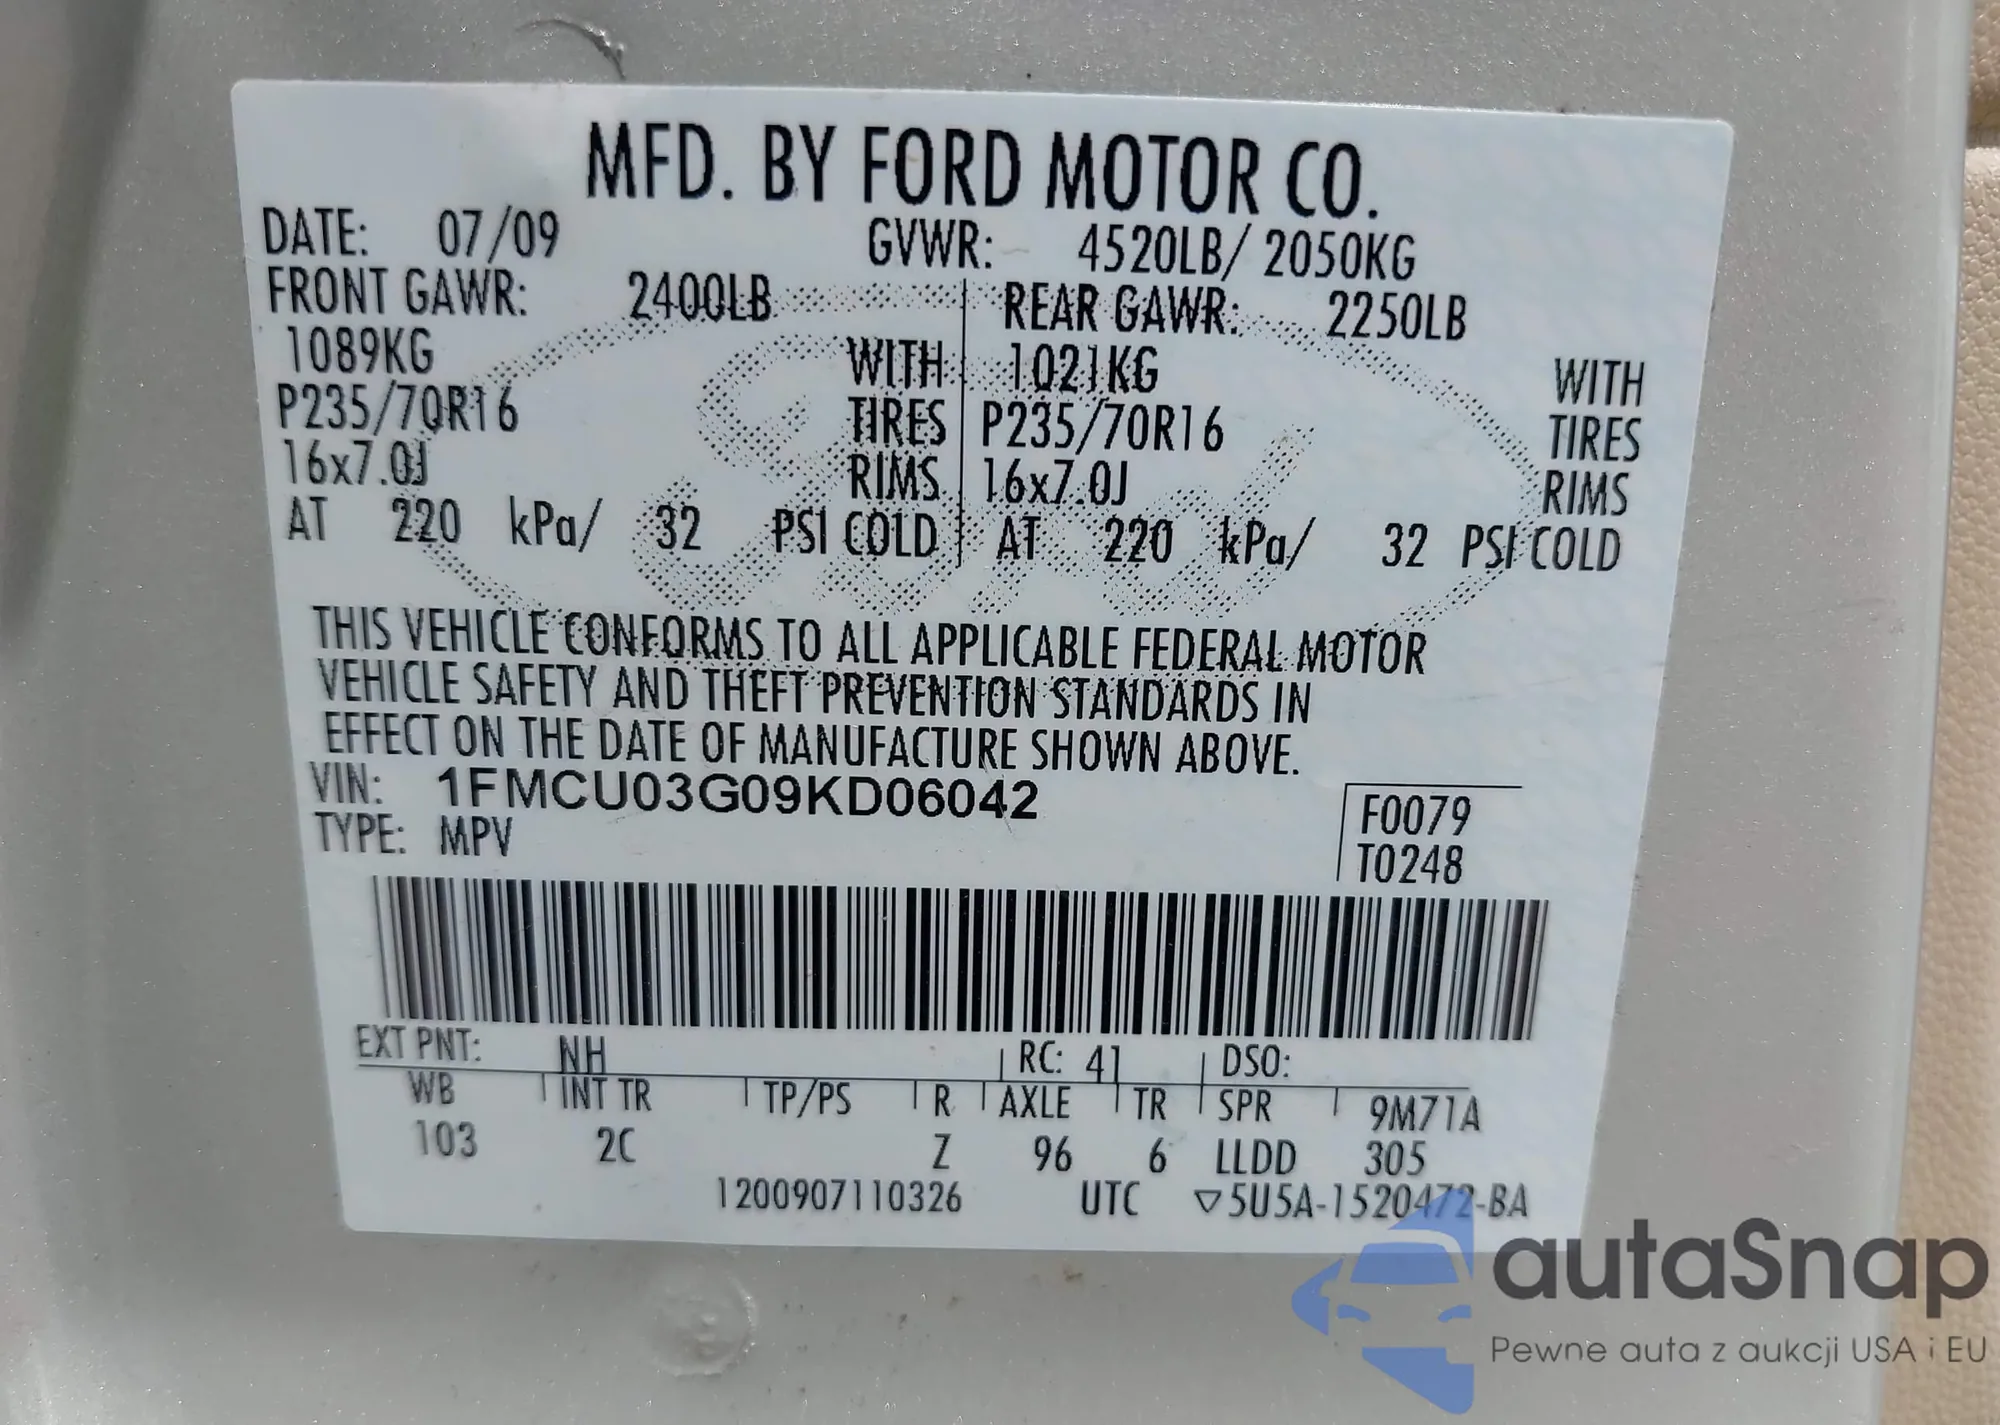 MFD. BY FORD MOTOR CO.
DATE: 07/09 GVWR: 4520LB/ 2050KG
FRONT GAWR: 2400LB REAR GAWR: 2250LB
1089KG WITH 1021KG WITH
P235/70R16 TIRES P235/70R16 TIRES
16x7.0J RIMS 16x7.0J RIMS
AT 220 kPa/ 32 PSI COLD AT 220 kPa/ 32 PSI COLD
THIS VEHICLE CONFORMS TO ALL APPLICABLE FEDERAL MOTOR
VEHICLE SAFETY AND THEFT PREVENTION STANDARDS IN
EFFECT ON THE DATE OF MANUFACTURE SHOWN ABOVE.
VIN: 1FMCU03G09KD06042 F0079
TYPE: MPV T0248
EXT PNT: NH RC: 41 DSO:
WB INT TR TP/PS R AXLE TR SPR 9M71A
103 2C Z 96 6 LLDD 305
1200907110326 UTC ▽5U5A-1520472-BA
autaSnap
Pewne auta z aukcji USA i EU